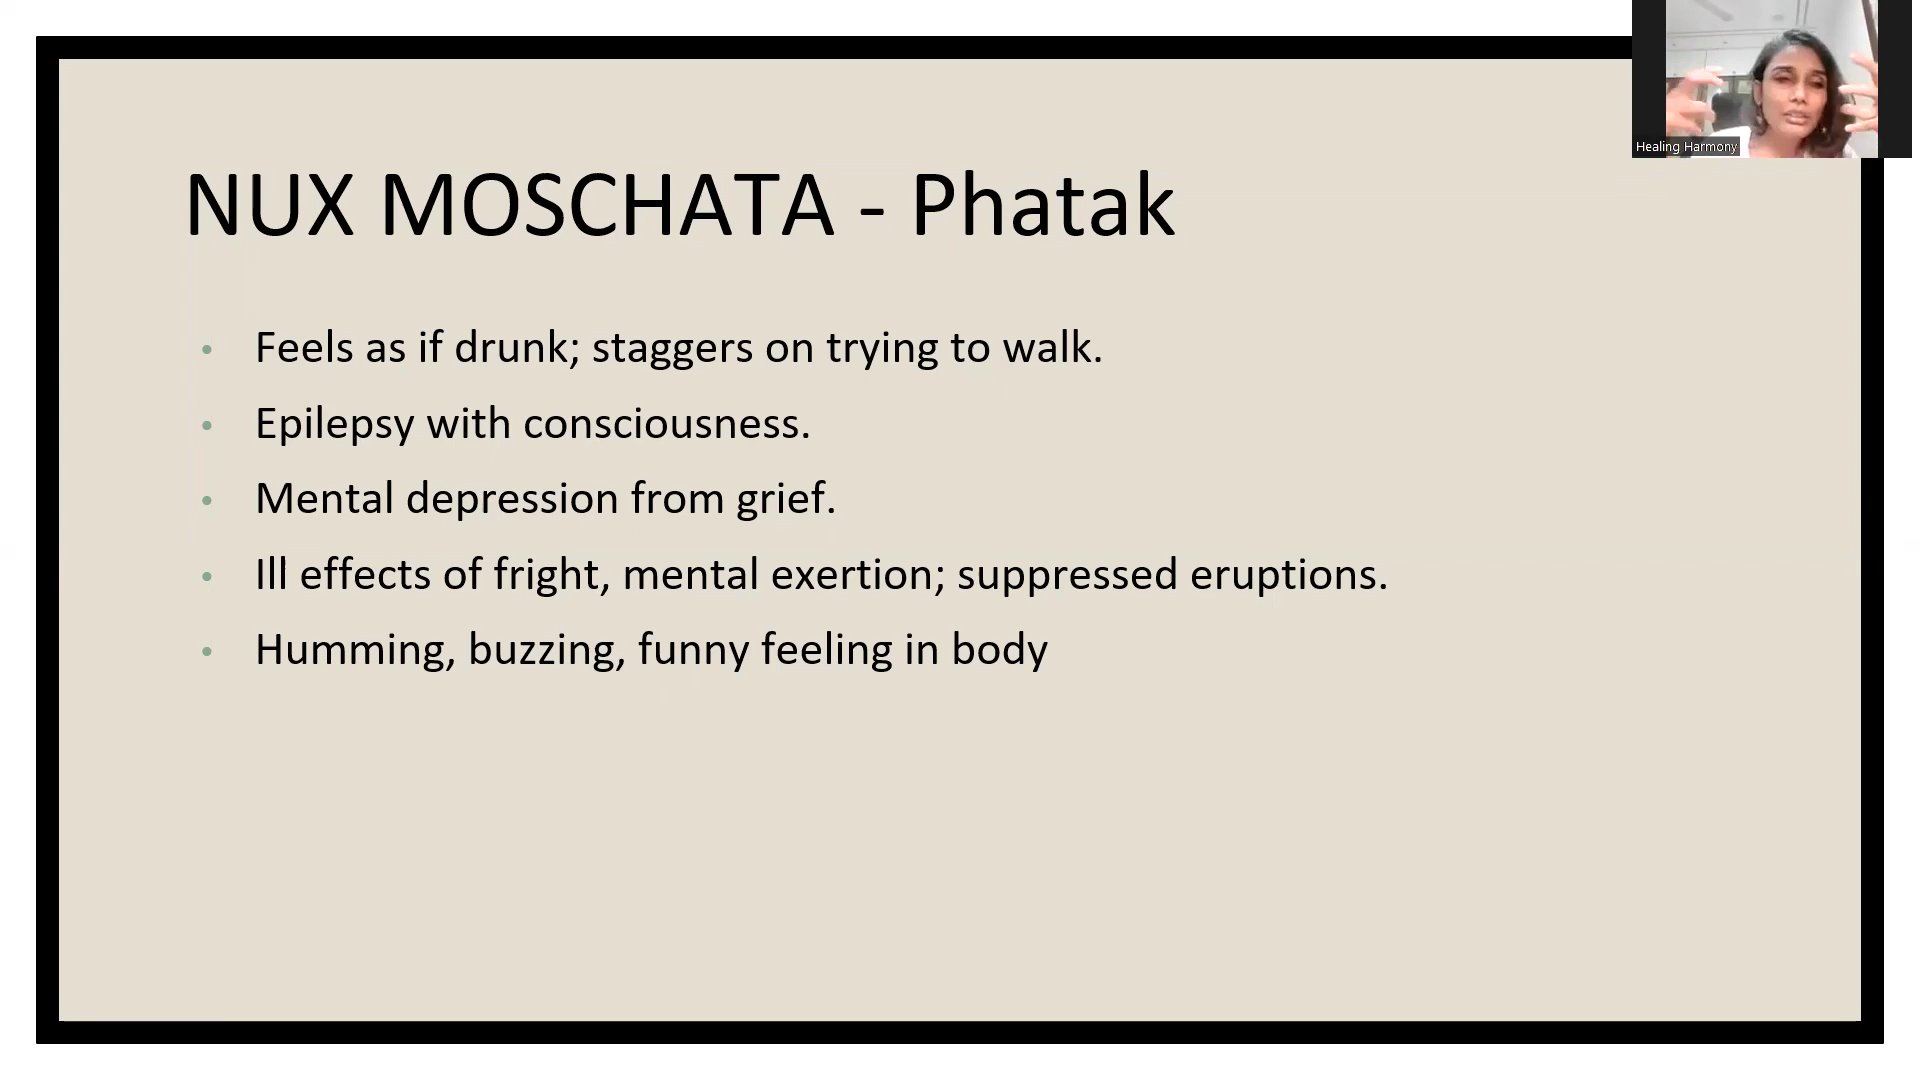 Healing Harmony
NUX MOSCHATA - Phatak
• Feels as if drunk; staggers on trying to walk.
• Epilepsy with consciousness.
• Mental depression from grief.
• Ill effects of fright, mental exertion; suppressed eruptions.
• Humming, buzzing, funny feeling in body